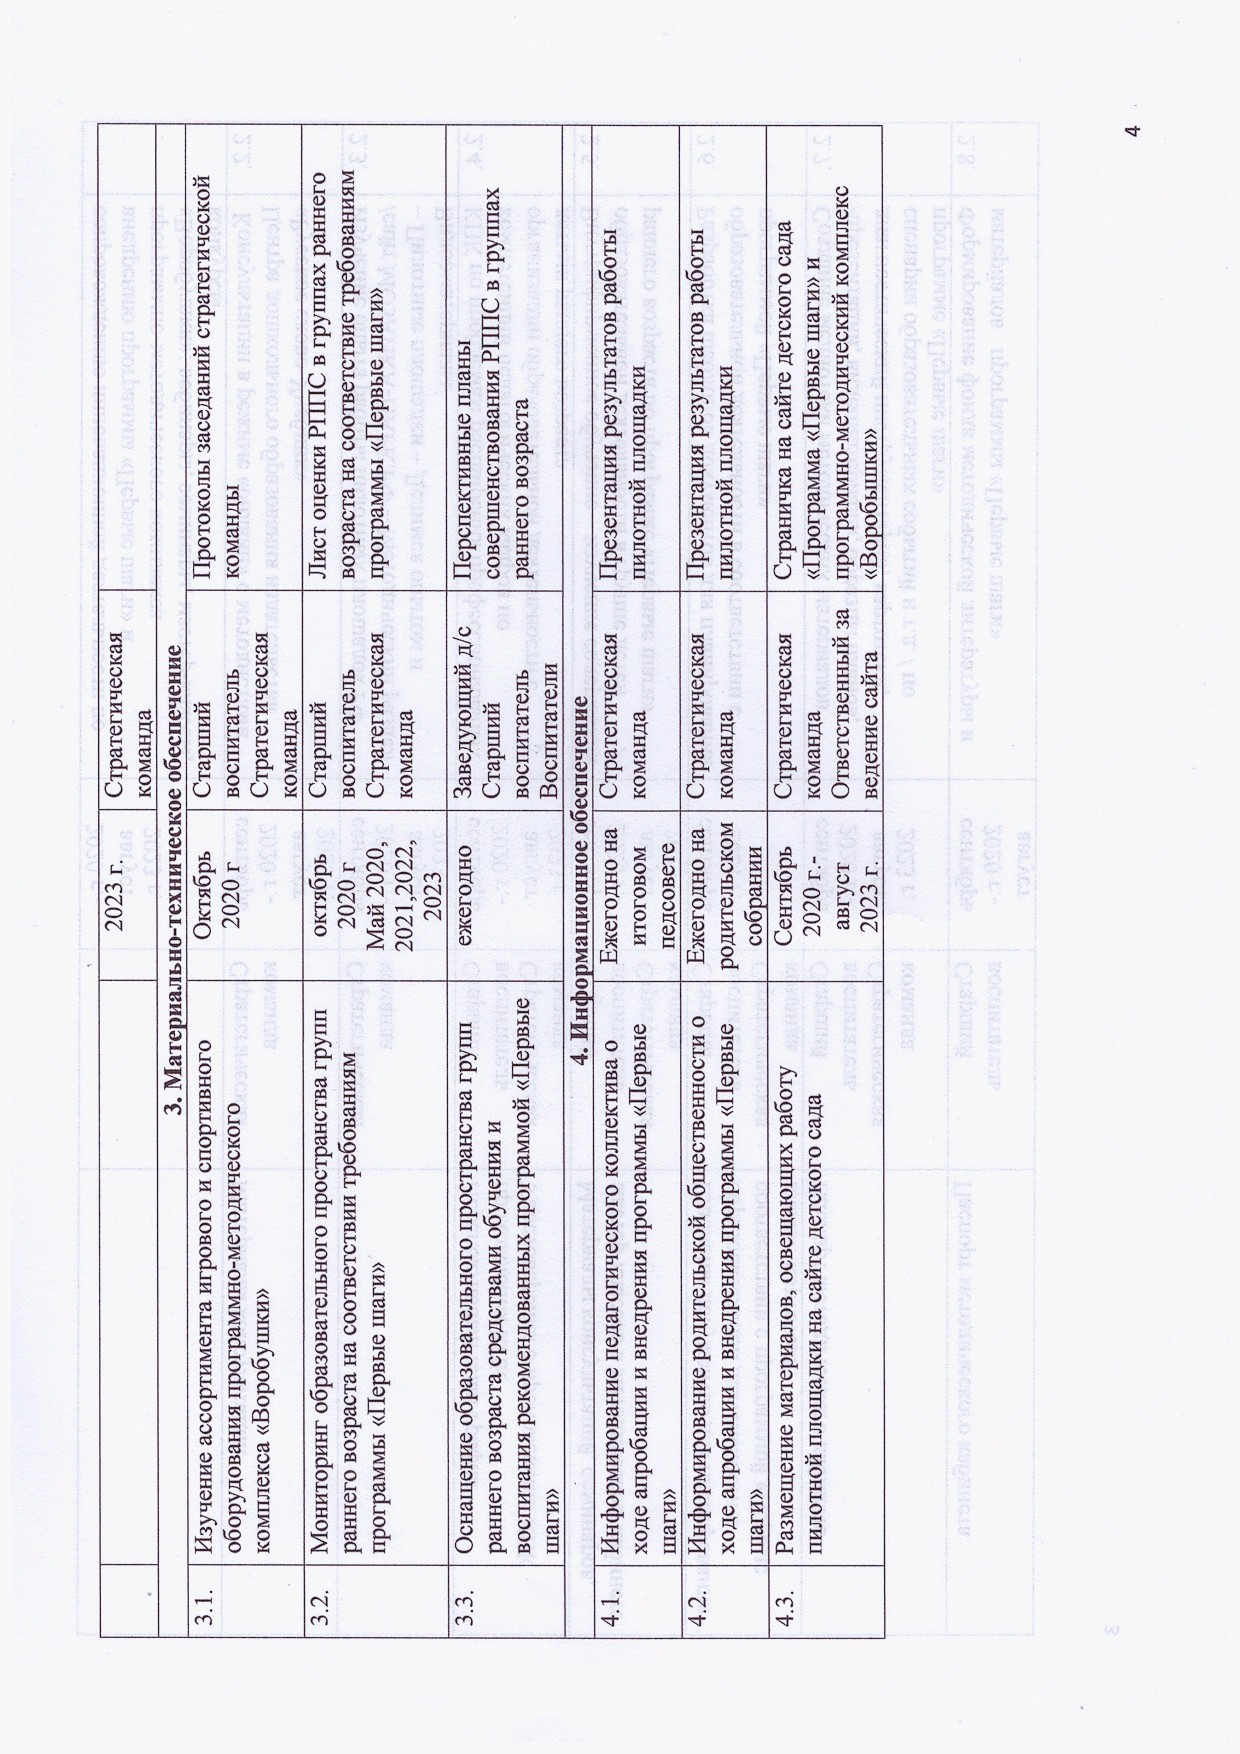 2023 г.
Стратегическая
команда
3. Материально-техническое обеспечение
3.1.
Изучение ассортимента игрового и спортивного
оборудования программно-методического
комплекса «Воробушки»
Октябрь
2020 г
Старший
воспитатель
Стратегическая
команда
Протоколы заседаний стратегической
команды
3.2.
Мониторинг образовательного пространства групп
раннего возраста на соответствии требованиям
программы «Первые шаги»
октябрь
2020 г
Май 2020,
2021,2022,
2023
Старший
воспитатель
Стратегическая
команда
Лист оценки РППС в группах раннего
возраста на соответствие требованиям
программы «Первые шаги»
3.3.
Оснащение образовательного пространства групп
раннего возраста средствами обучения и
воспитания рекомендованных программой «Первые
шаги»
ежегодно
Заведующий д/с
Старший
воспитатель
Воспитатели
Перспективные планы
совершенствования РППС в группах
раннего возраста
4. Информационное обеспечение
4.1.
Информирование педагогического коллектива о
ходе апробации и внедрения программы «Первые
шаги»
Ежегодно на
итоговом
педсовете
Стратегическая
команда
Презентация результатов работы
пилотной площадки
4.2.
Информирование родительской общественности о
ходе апробации и внедрения программы «Первые
шаги»
Ежегодно на
родительском
собрании
Стратегическая
команда
Презентация результатов работы
пилотной площадки
4.3.
Размещение материалов, освещающих работу
пилотной площадки на сайте детского сада
Сентябрь
2020 г.-
август
2023 г.
Стратегическая
команда
Ответственный за
ведение сайта
Страничка на сайте детского сада
«Программа «Первые шаги» и
программно-методический комплекс
«Воробышки»
4